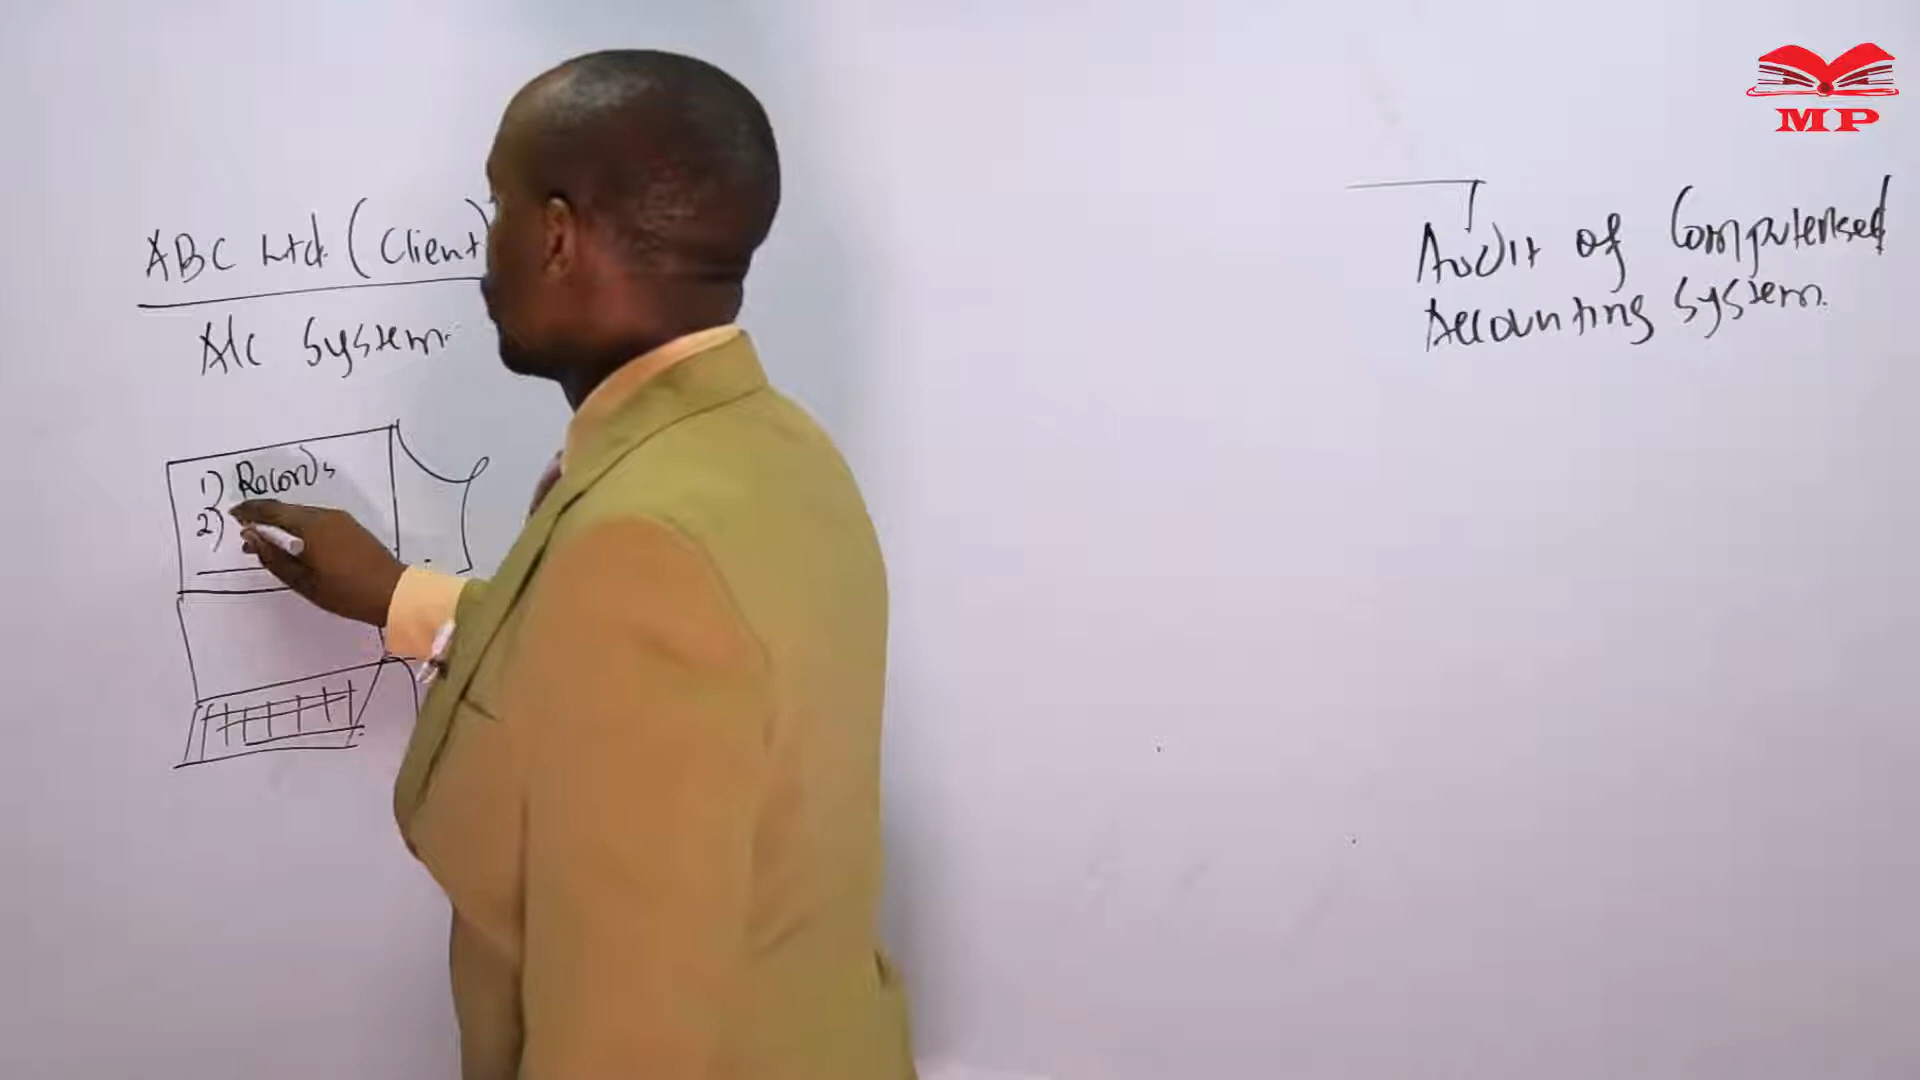 ABC Ltd. (Client)
A/c System.
1) Records
2)
Audit of Computerised
Accounting System.
MP